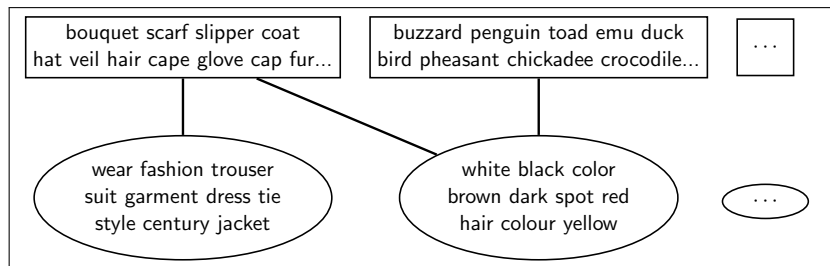 bouquet scarf slipper coat
hat veil hair cape glove cap fur...
buzzard penguin toad emu duck
bird pheasant chickadee crocodile...
...
wear fashion trouser
suit garment dress tie
style century jacket
white black color
brown dark spot red
hair colour yellow
...